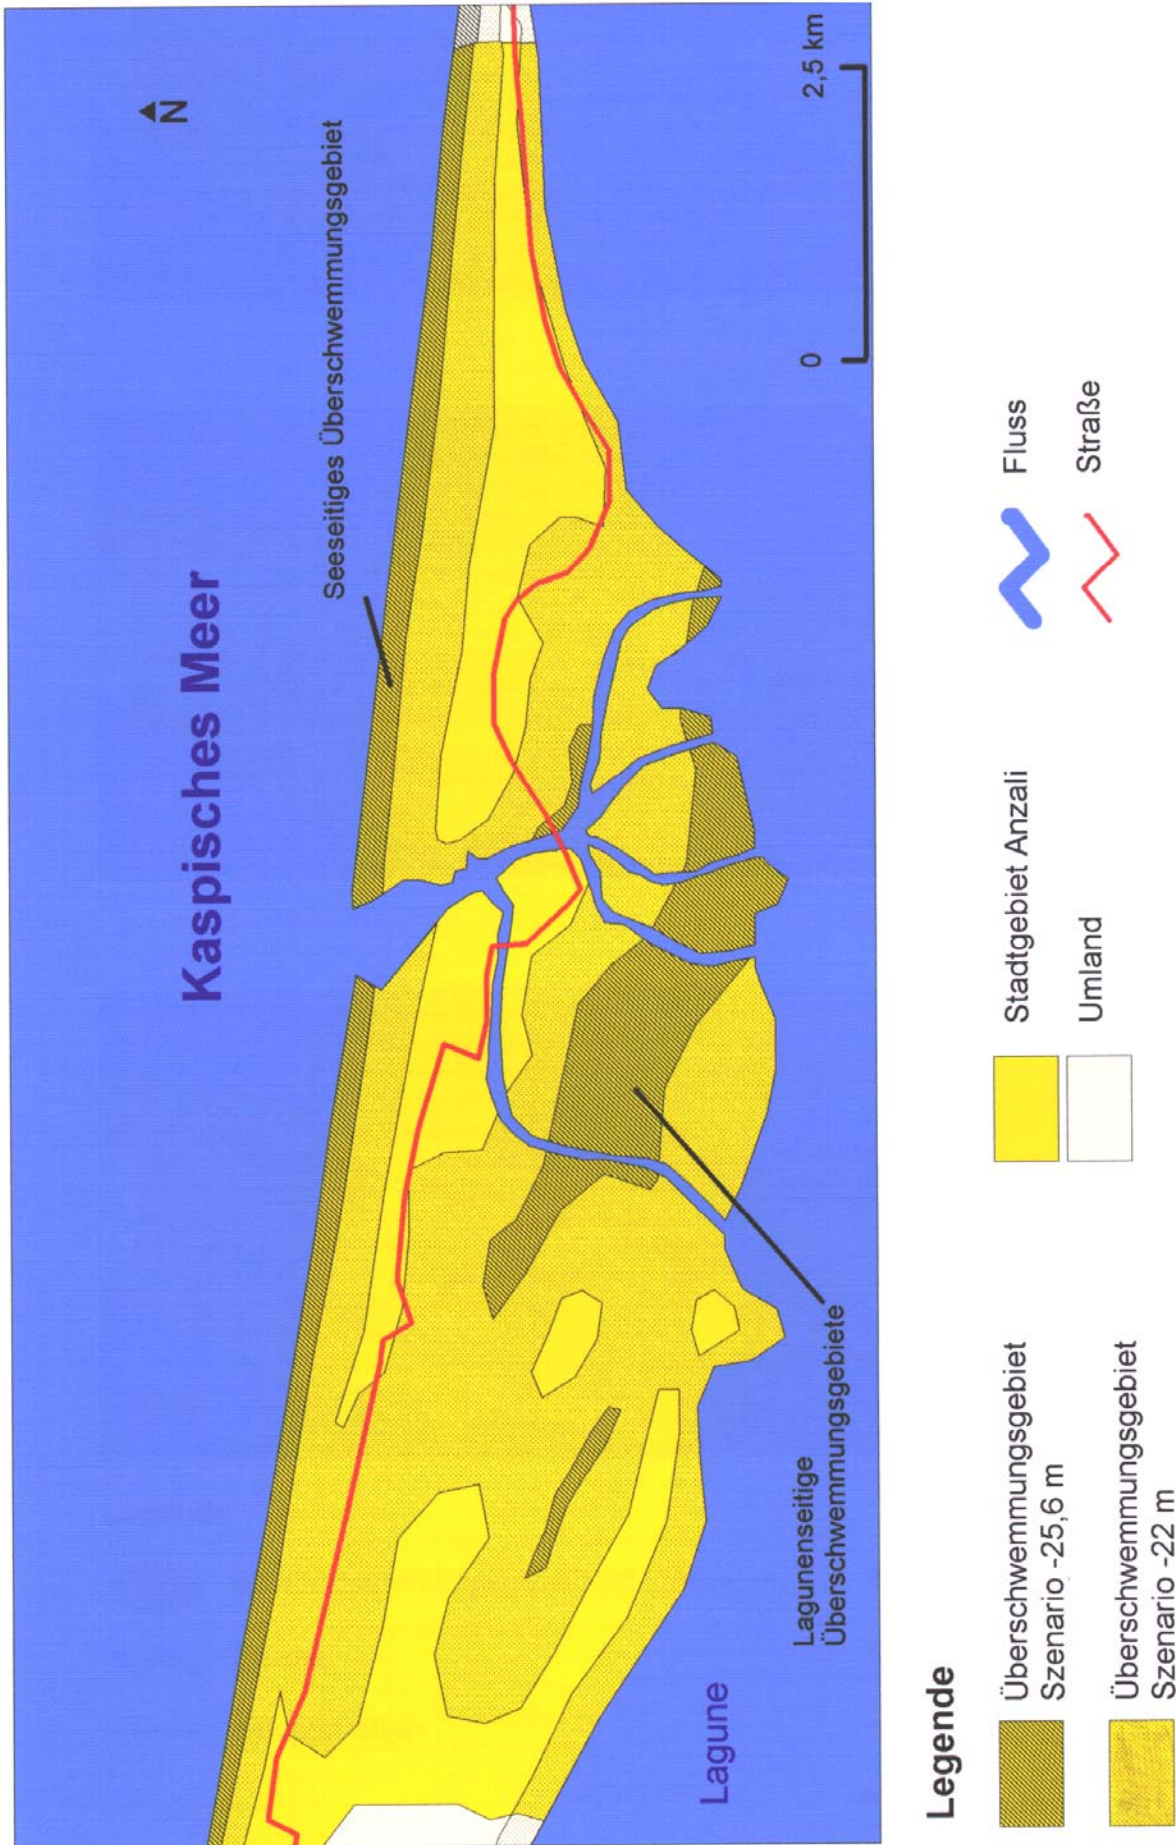 N
Kaspisches Meer
Seeseitiges Überschwemmungsgebiet
Lagune
Lagunenseitige
Überschwemmungsgebiete
0
2,5 km
Legende
Überschwemmungsgebiet
Szenario -25,6 m
Überschwemmungsgebiet
Szenario -22 m
Stadtgebiet Anzali
Umland
Fluss
Straße